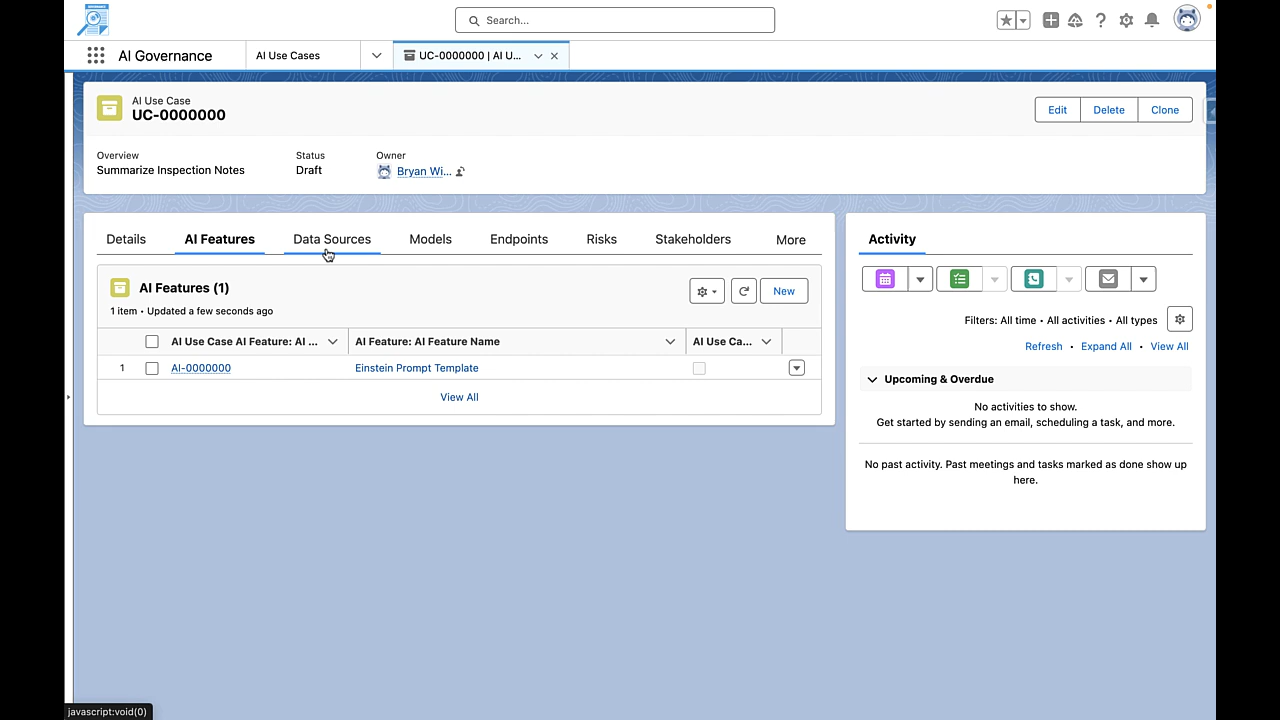 Search...
AI Governance
AI Use Cases
UC-0000000 | AI U...
AI Use Case
UC-0000000
Edit
Delete
Clone
Overview
Status
Owner
Summarize Inspection Notes
Draft
Bryan Wi...
Details
AI Features
Data Sources
Models
Endpoints
Risks
Stakeholders
More
AI Features (1)
1 item • Updated a few seconds ago
New
AI Use Case AI Feature: AI ...
AI Feature: AI Feature Name
AI Use Ca...
1
AI-0000000
Einstein Prompt Template
View All
Activity
Filters: All time • All activities • All types
Refresh • Expand All • View All
Upcoming & Overdue
No activities to show.
Get started by sending an email, scheduling a task, and more.
No past activity. Past meetings and tasks marked as done show up
here.
javascript:void(0)